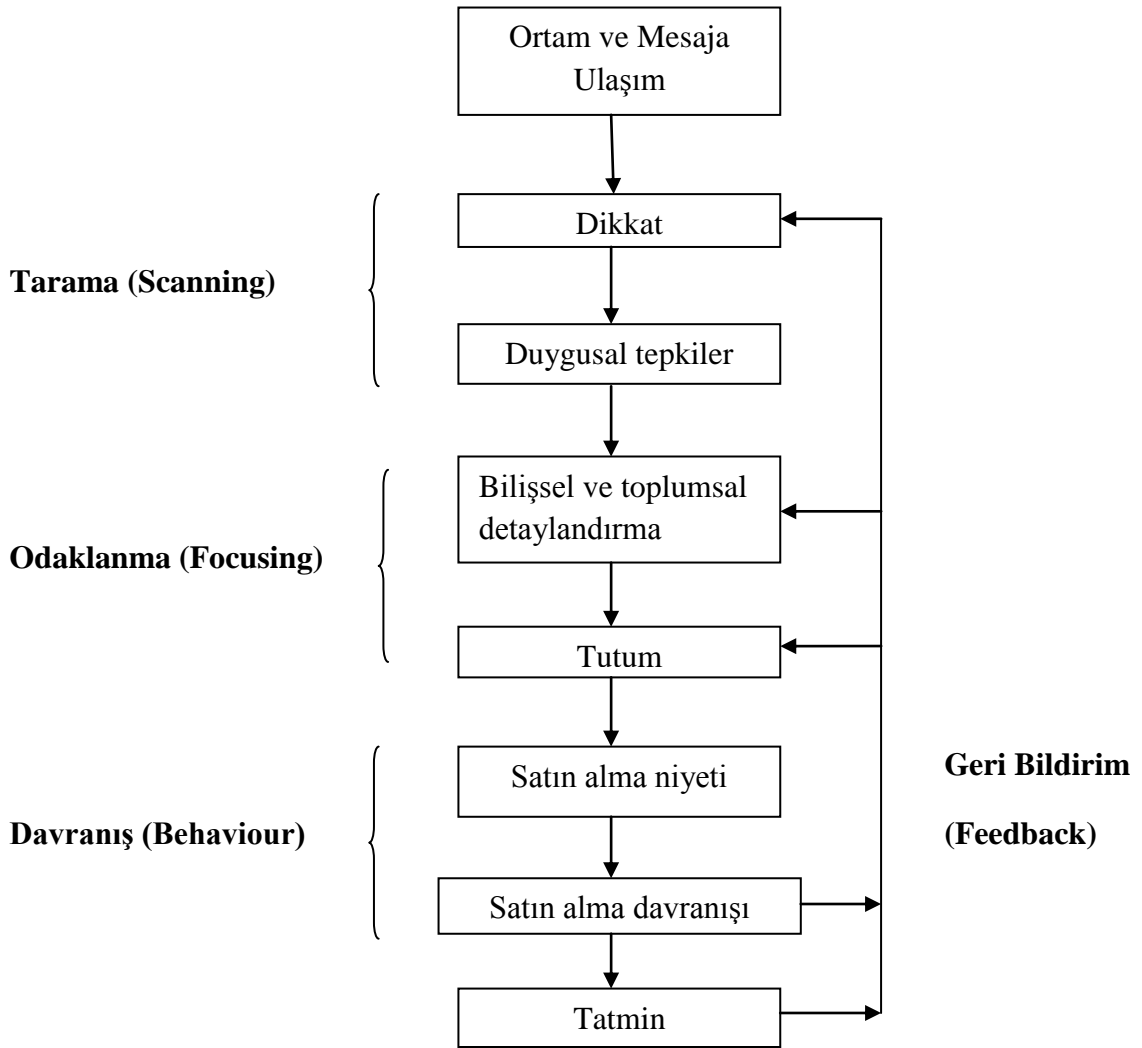 Ortam ve Mesaja
Ulaşım
Dikkat
Tarama (Scanning)
Duygusal tepkiler
Bilişsel ve toplumsal
detaylandırma
Odaklanma (Focusing)
Tutum
Satın alma niyeti
Geri Bildirim
(Feedback)
Davranış (Behaviour)
Satın alma davranışı
Tatmin